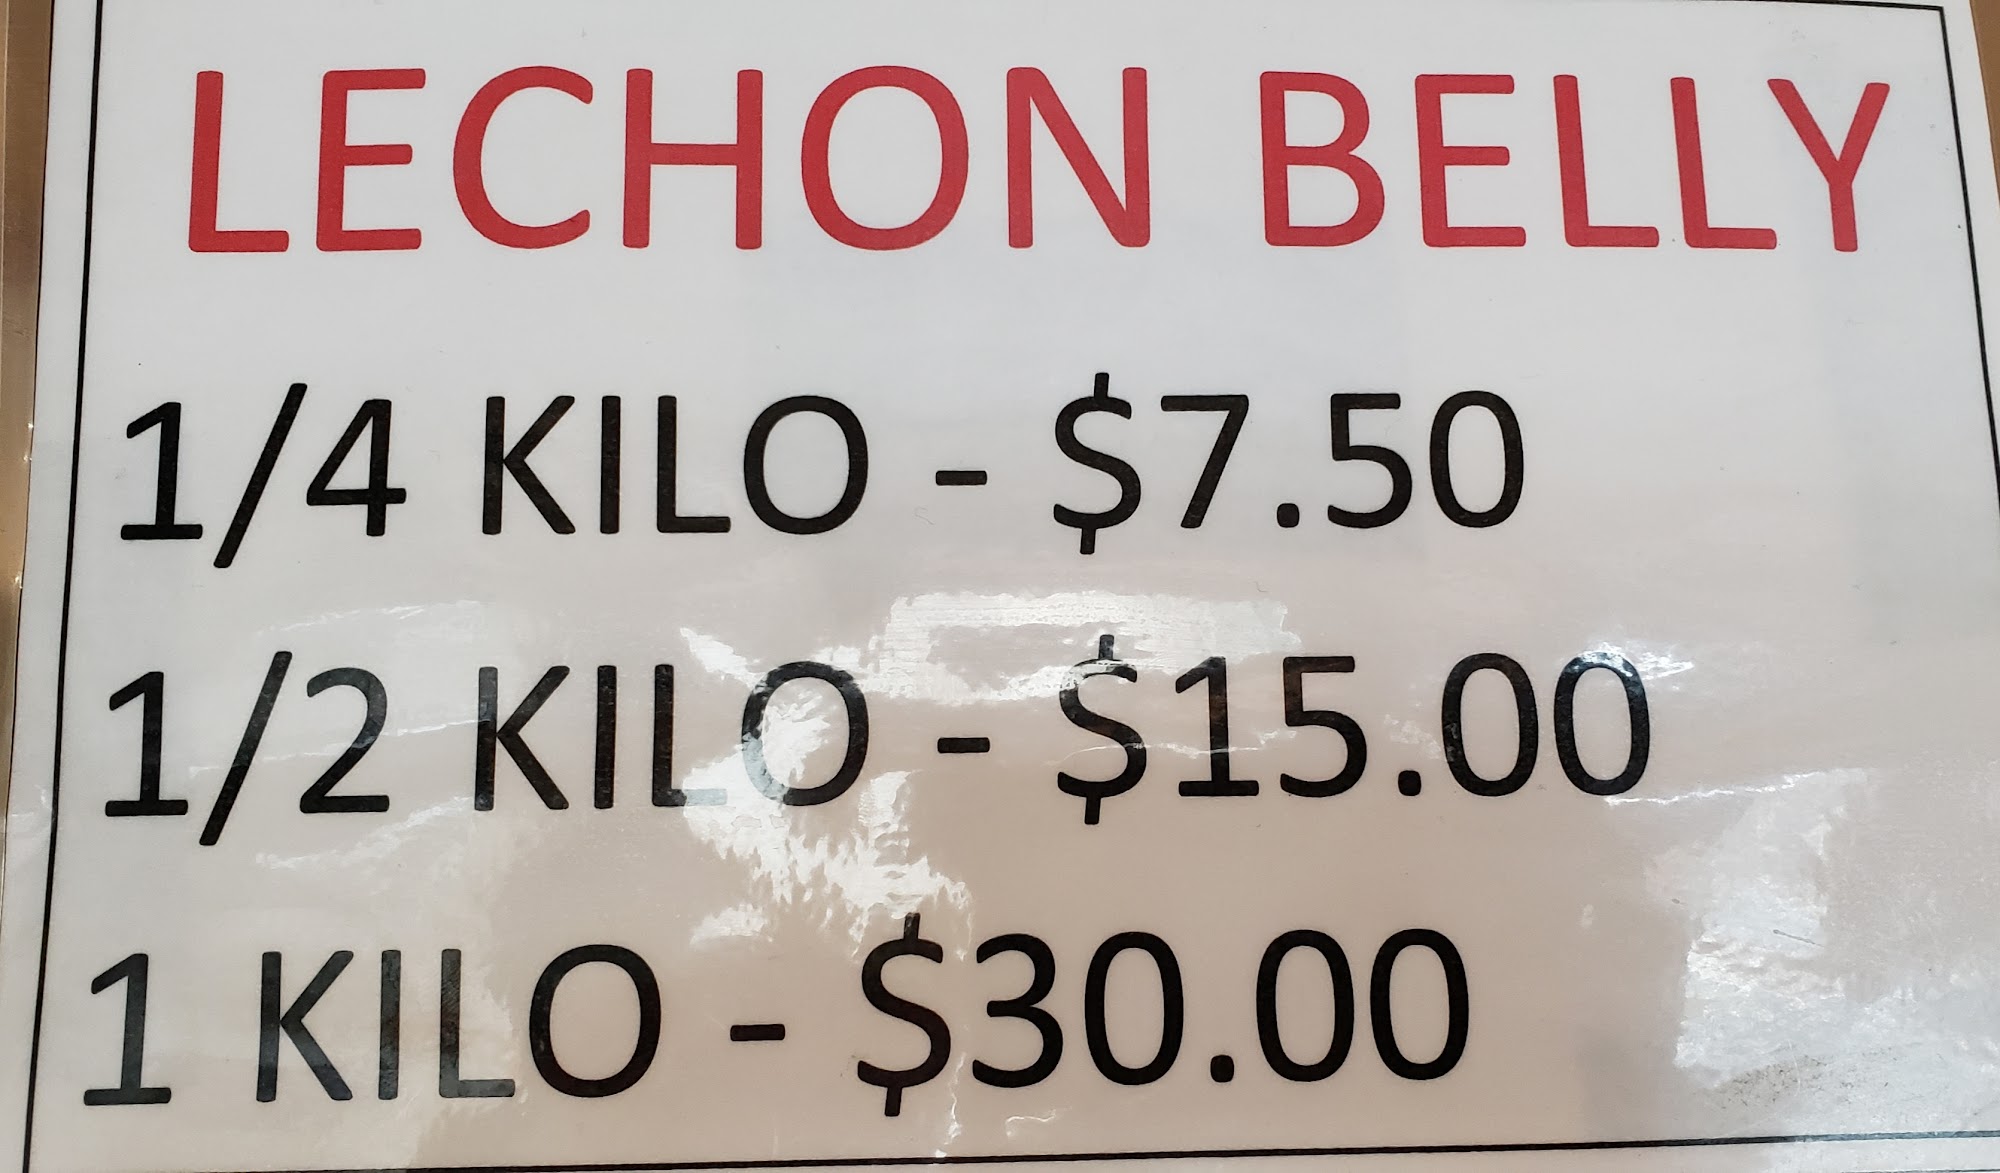 LECHON BELLY
1/4 KILO - $7.50
1/2 KILO - $15.00
1 KILO - $30.00